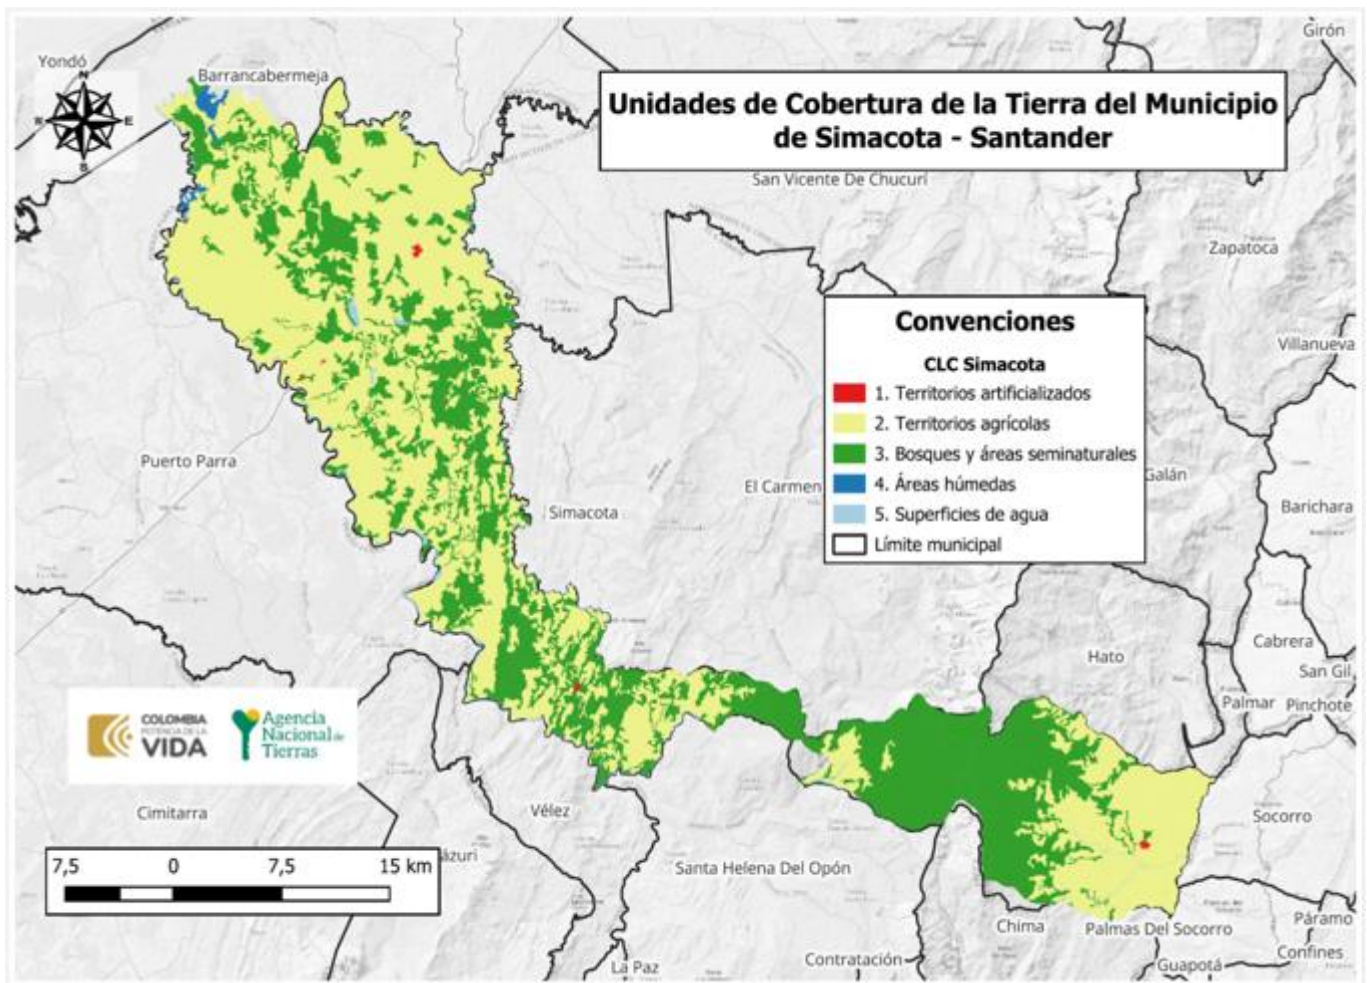 Girón
Yondó
N
Barrancabermeja
E
S
Unidades de Cobertura de la Tierra del Municipio
de Simacota - Santander
San Vicente De Chucurí
Zapatoca
Convenciones
CLC Simacota
1. Territorios artificializados
2. Territorios agrícolas
3. Bosques y áreas seminaturales
4. Áreas húmedas
5. Superficies de agua
Límite municipal
Villanueva
Puerto Parra
El Carmen
Galán
Simacota
Barichara
Cabrera
Hato
San Gil
Palmar
Pinchote
COLOMBIA
POTENCIA DE LA
VIDA
Agencia
Nacional de
Tierras
Cimitarra
Vélez
Socorro
7,5 0 7,5 15 km
ázuri
Santa Helena Del Opón
Chima
Palmas Del Socorro
Páramo
Confines
Contratación
Guapotá
La Paz